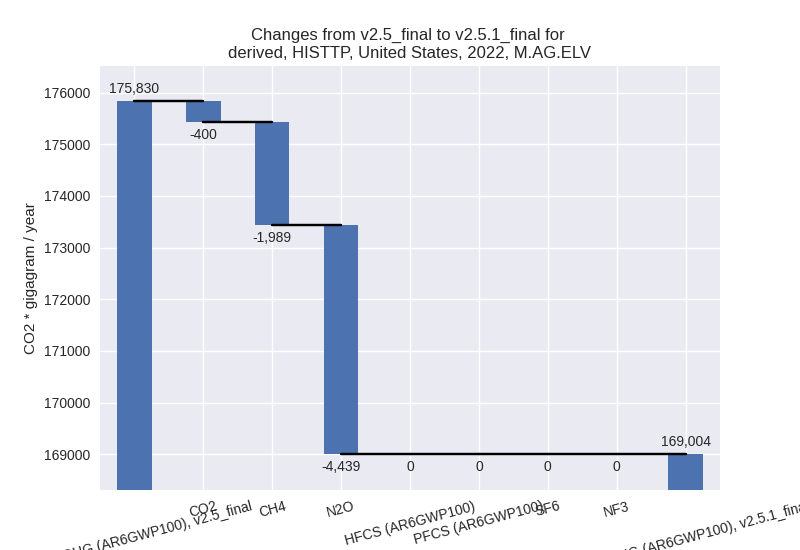 Changes from v2.5_final to v2.5.1_final for
derived, HISTTP, United States, 2022, M.AG.ELV
CO2 * gigagram / year
176000
175000
174000
173000
172000
171000
170000
169000
175,830
-400
-1,989
-4,439
0
0
0
0
169,004
(AR6GWP100), v2.5_final
CO2
CH4
N2O
HFCS (AR6GWP100)
PFCS (AR6GWP100)
SF6
NF3
(AR6GWP100), v2.5.1_fina